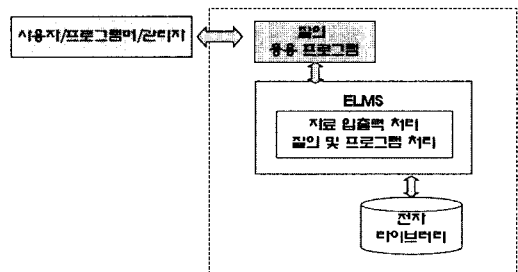 사용자/프로그램머/관리자
질의
응용 프로그램
ELMS
자료 입출력 처리
질의 및 프로그램 처리
전자
라이브러리